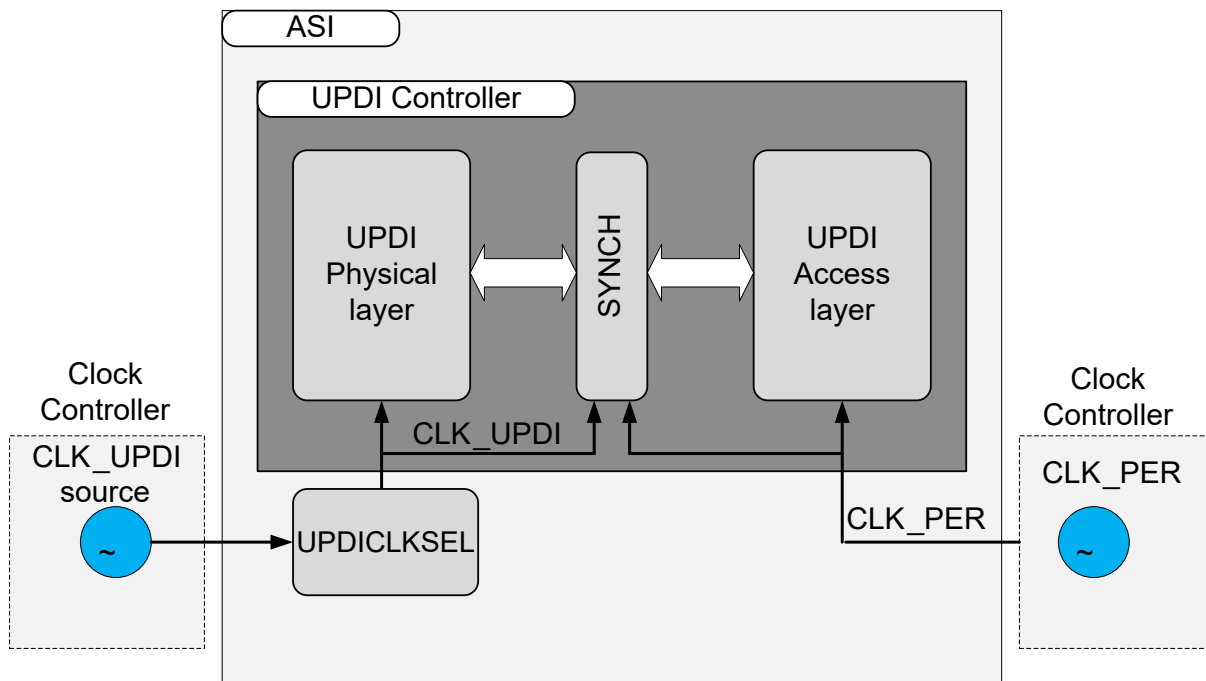 ASI
UPDI Controller
UPDI
Physical
layer
SYNCH
UPDI
Access
layer
Clock
Controller
CLK_UPDI
source
~
CLK_UPDI
UPDICLKSEL
CLK_PER
Clock
Controller
CLK_PER
~